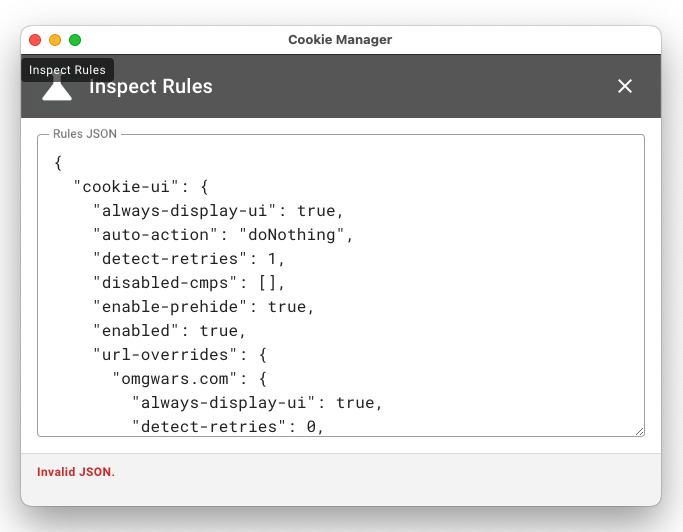 Cookie Manager
Inspect Rules
Inspect Rules
Rules JSON
{
  "cookie-ui": {
    "always-display-ui": true,
    "auto-action": "doNothing",
    "detect-retries": 1,
    "disabled-cmps": [],
    "enable-prehide": true,
    "enabled": true,
    "url-overrides": {
      "omgwars.com": {
        "always-display-ui": true,
        "detect-retries": 0,
Invalid JSON.